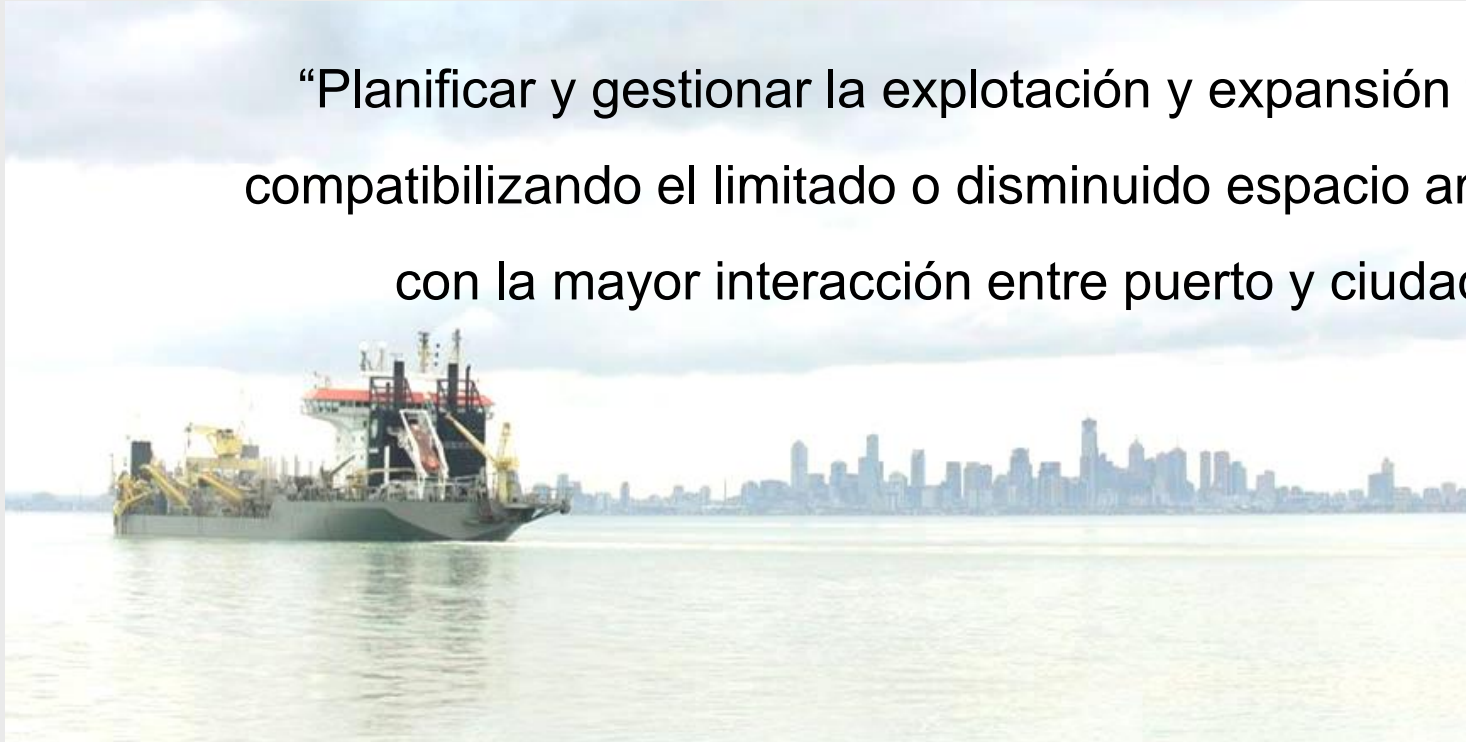 “Planificar y gestionar la explotación y expansión
compatibilizando el limitado o disminuido espacio
con la mayor interacción entre puerto y